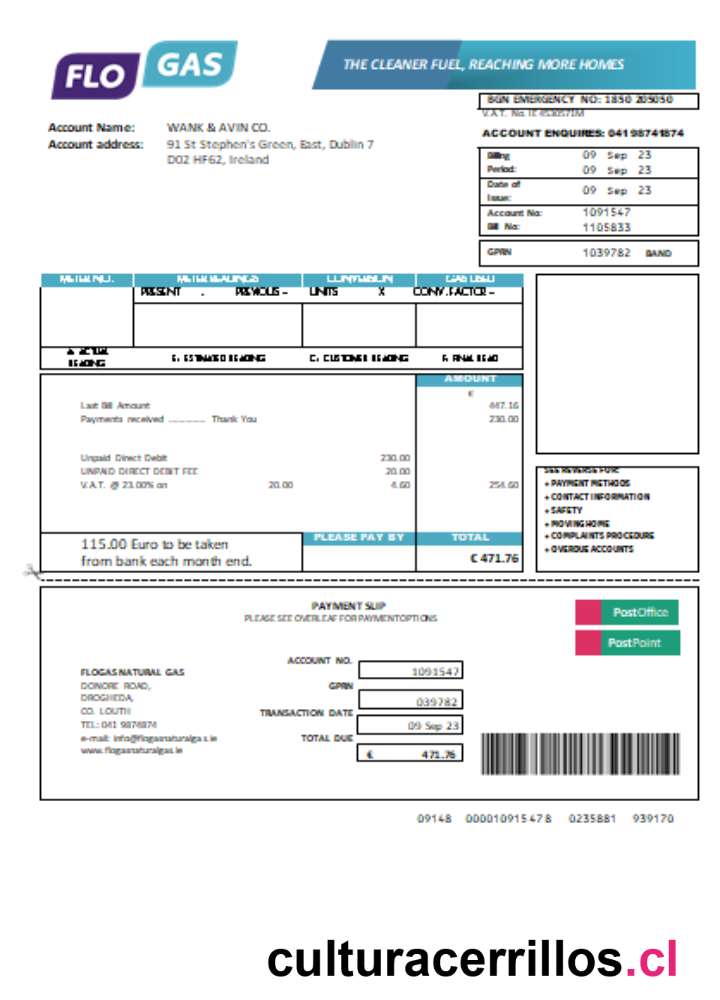 FLO GAS
THE CLEANER FUEL, REACHING MORE HOMES
BGN EMERGENCY NO: 1850 205050
V.A.T. No. IE 4530571M
Account Name: WANK & AVIN CO.
ACCOUNT ENQUIRES: 041 98741874
Account address: 91 St Stephen's Green, East, Dublin 7
D02 HF62, Ireland
Billing 09 Sep 23
Period: 09 Sep 23
Date of
Issue: 09 Sep 23
Account No: 1091547
Bill No: 1105833
GPRN 1039782 BAND
METER NO. METER READINGS CONVERSION GAS USED
PRESENT . PREVIOUS – UNITS X CONV. FACTOR –
A: ACTUAL
READING E: ESTIMATED READING C: CUSTOMER READING F: FINAL READ
AMOUNT
€
Last Bill Amount 447.16
Payments received ............ Thank You 230.00
Unpaid Direct Debit 230.00
UNPAID DIRECT DEBIT FEE 20.00
V.A.T. @ 23.00% on 20.00 4.60 254.60
SEE REVERSE FOR:
+ PAYMENT METHODS
+ CONTACT INFORMATION
+ SAFETY
+ MOVING HOME
+ COMPLAINTS PROCEDURE
+ OVERDUE ACCOUNTS
PLEASE PAY BY TOTAL
115.00 Euro to be taken
from bank each month end. € 471.76
PAYMENT SLIP
PLEASE SEE OVERLEAF FOR PAYMENT OPTIONS
PostOffice
PostPoint
ACCOUNT NO. 1091547
GPRN 039782
TRANSACTION DATE 09 Sep 23
TOTAL DUE € 471.76
FLOGAS NATURAL GAS
DONORE ROAD,
DROGHEDA,
CO. LOUTH
TEL: 041 9874874
e-mail: info@flogasnaturalgas.ie
www.flogasnaturalgas.ie
09148 000010915478 0235881 939170
culturacerrillos.cl